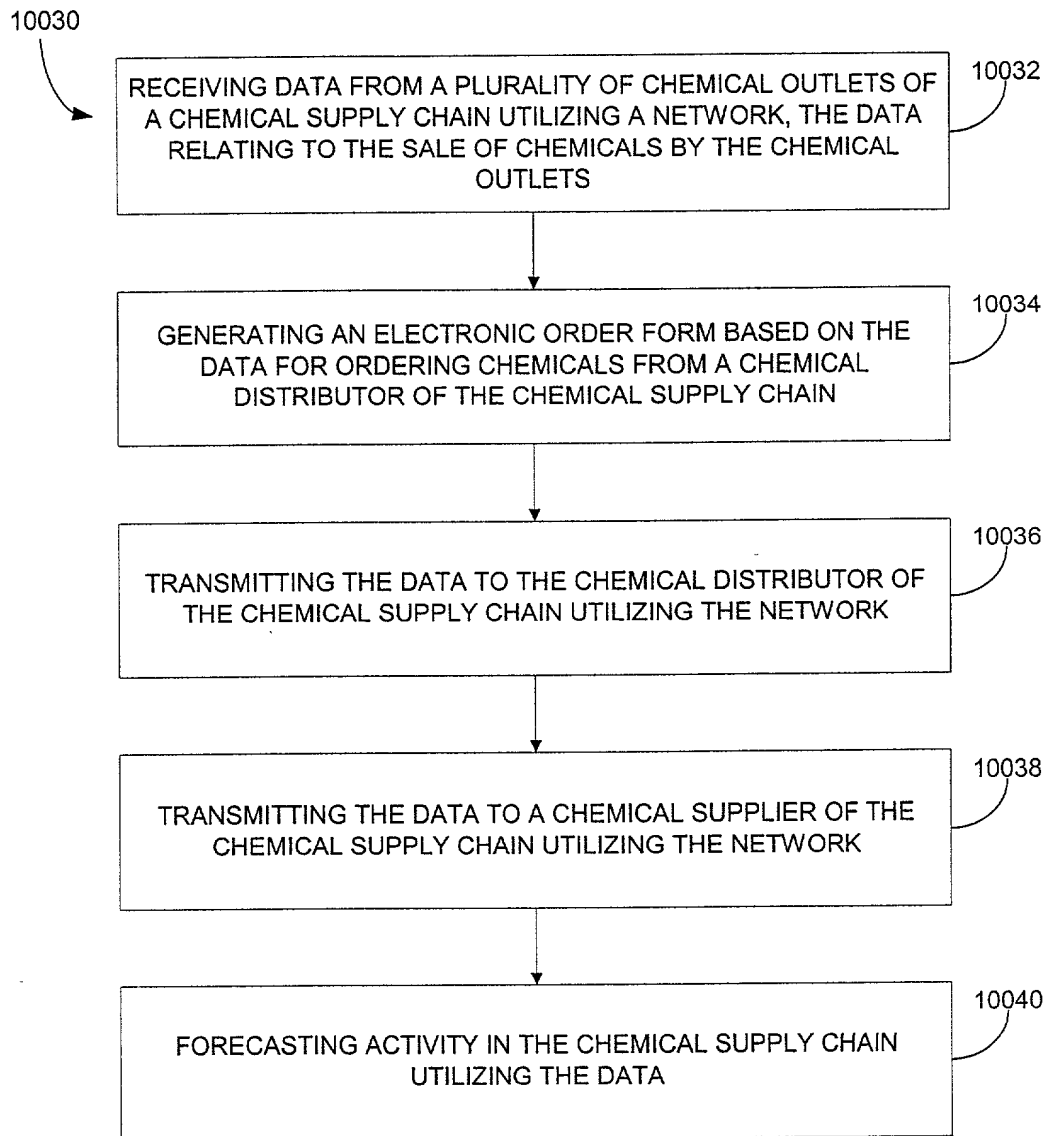 10030
10032
RECEIVING DATA FROM A PLURALITY OF CHEMICAL OUTLETS OF
A CHEMICAL SUPPLY CHAIN UTILIZING A NETWORK, THE DATA
RELATING TO THE SALE OF CHEMICALS BY THE CHEMICAL
OUTLETS
10034
GENERATING AN ELECTRONIC ORDER FORM BASED ON THE
DATA FOR ORDERING CHEMICALS FROM A CHEMICAL
DISTRIBUTOR OF THE CHEMICAL SUPPLY CHAIN
10036
TRANSMITTING THE DATA TO THE CHEMICAL DISTRIBUTOR OF
THE CHEMICAL SUPPLY CHAIN UTILIZING THE NETWORK
10038
TRANSMITTING THE DATA TO A CHEMICAL SUPPLIER OF THE
CHEMICAL SUPPLY CHAIN UTILIZING THE NETWORK
10040
FORECASTING ACTIVITY IN THE CHEMICAL SUPPLY CHAIN
UTILIZING THE DATA